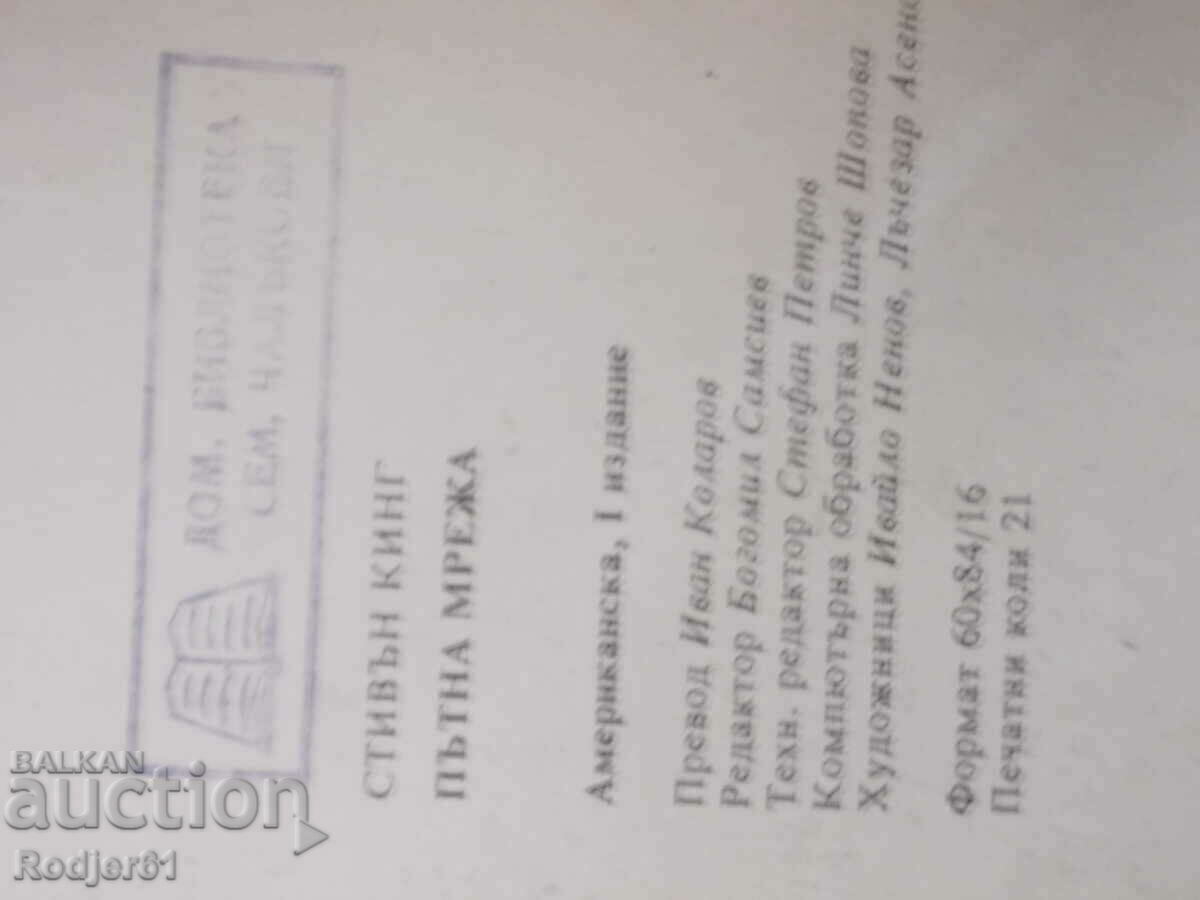 ДОМ. БИБЛИОТЕКА
СЕМ. ЧАЛЪКОВИ
СТИВЪН КИНГ
ПЪТНА МРЕЖА
Американска, I издание
Превод Иван Коларов
Редактор Богомил Самсиев
Техн. редактор Стефан Петров
Компютърна обработка Линче Шопова
Художници Ивайло Ненов, Лъчезар Асено
Формат 60x84/16
Печатни коли 21
BALKAN
auction
Rodjer61